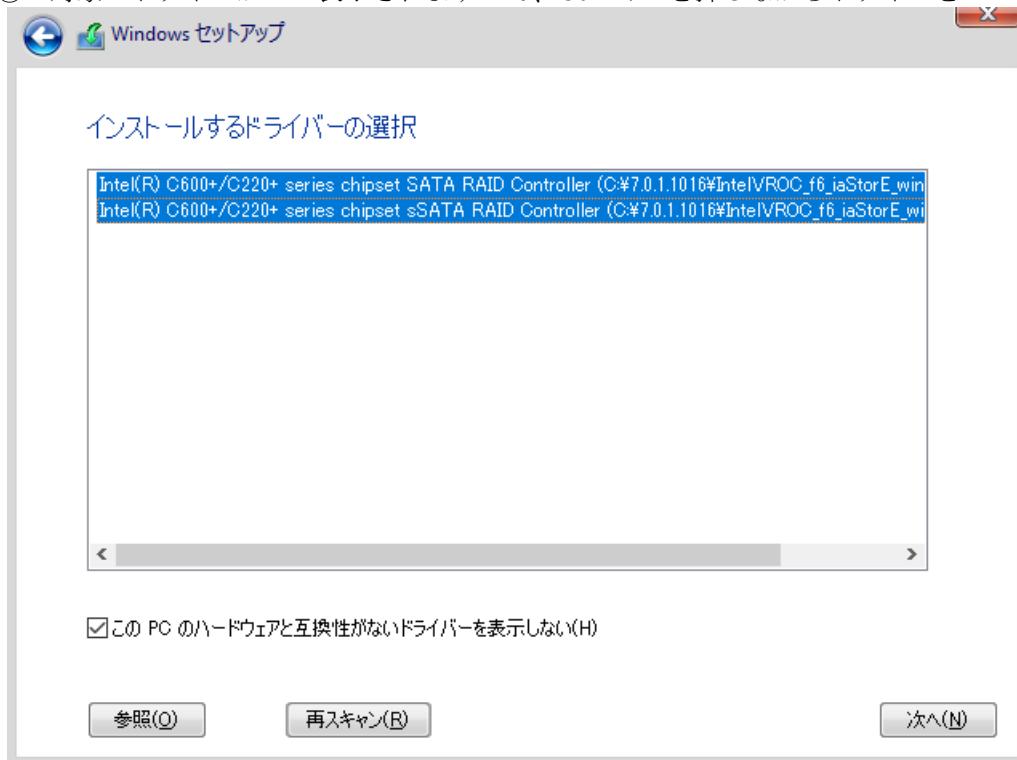 Windows セットアップ
インストールするドライバーの選択
Intel(R) C600+/C220+ series chipset SATA RAID Controller (C:¥7.0.1.1016¥IntelVROC_f6_iaStorE_win
Intel(R) C600+/C220+ series chipset sSATA RAID Controller (C:¥7.0.1.1016¥IntelVROC_f6_iaStorE_wi
この PC のハードウェアと互換性がないドライバーを表示しない(H)
参照(O)
再スキャン(R)
次へ(N)